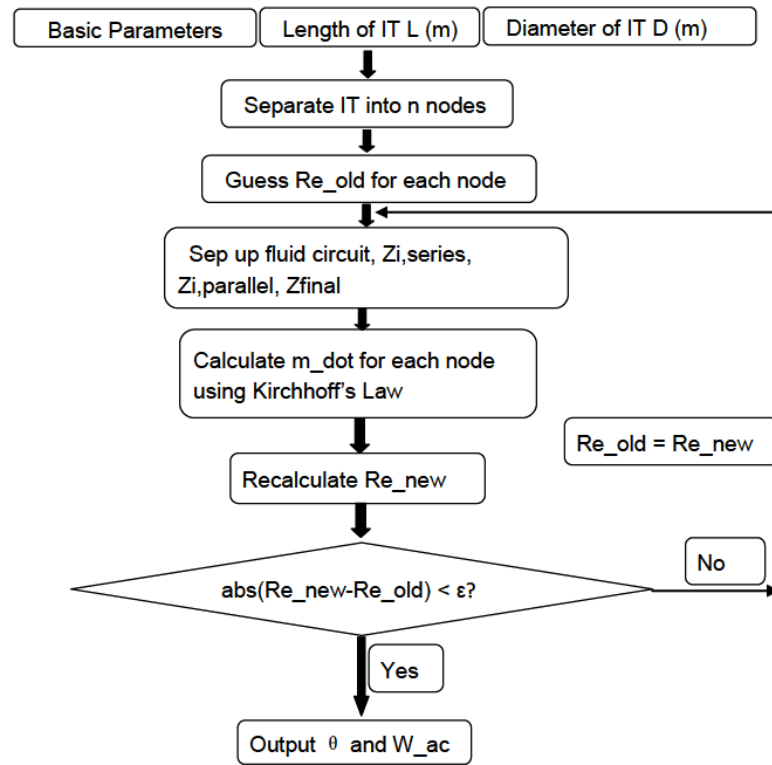 Basic Parameters
Length of IT L (m)
Diameter of IT D (m)
Separate IT into n nodes
Guess Re_old for each node
Sep up fluid circuit, Zi,series,
Zi,parallel, Zfinal
Calculate m_dot for each node
using Kirchhoff's Law
Recalculate Re_new
Re_old = Re_new
abs(Re_new-Re_old) < ε?
No
Yes
Output θ and W_ac